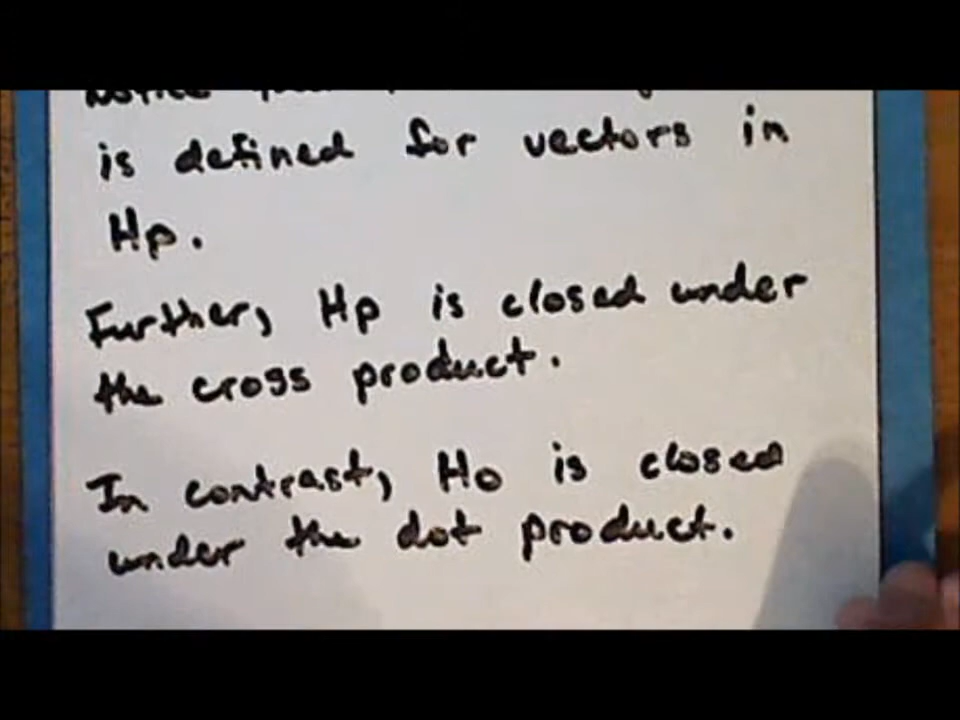 Notice
is defined for vectors in
Hp.
Further, Hp is closed under
the cross product.
In contrast, Ho is closed
under the dot product.